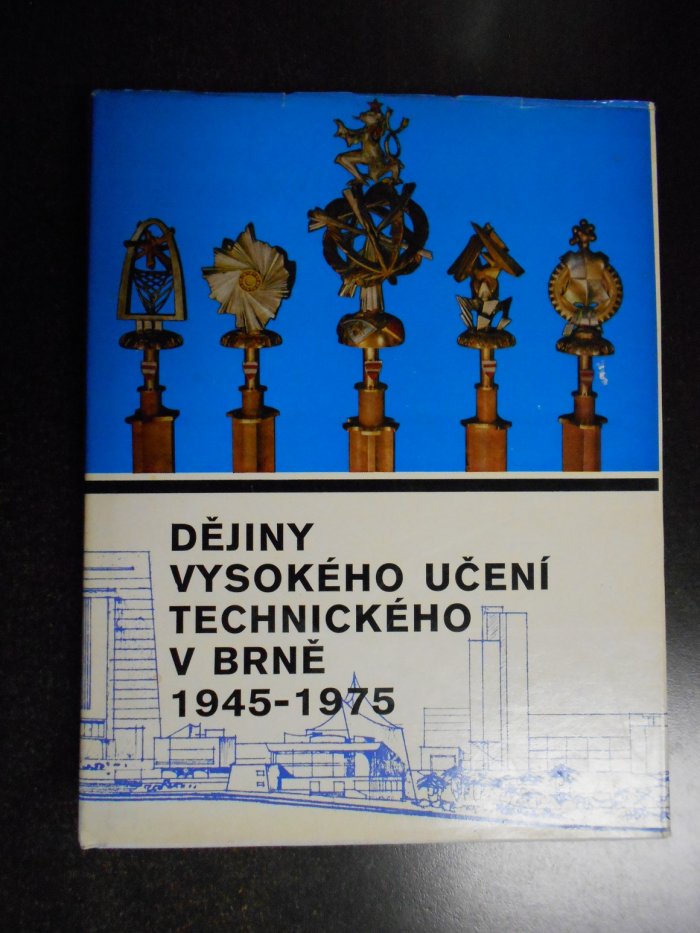 DĚJINY
VYSOKÉHO UČENÍ
TECHNICKÉHO
V BRNĚ
1945-1975